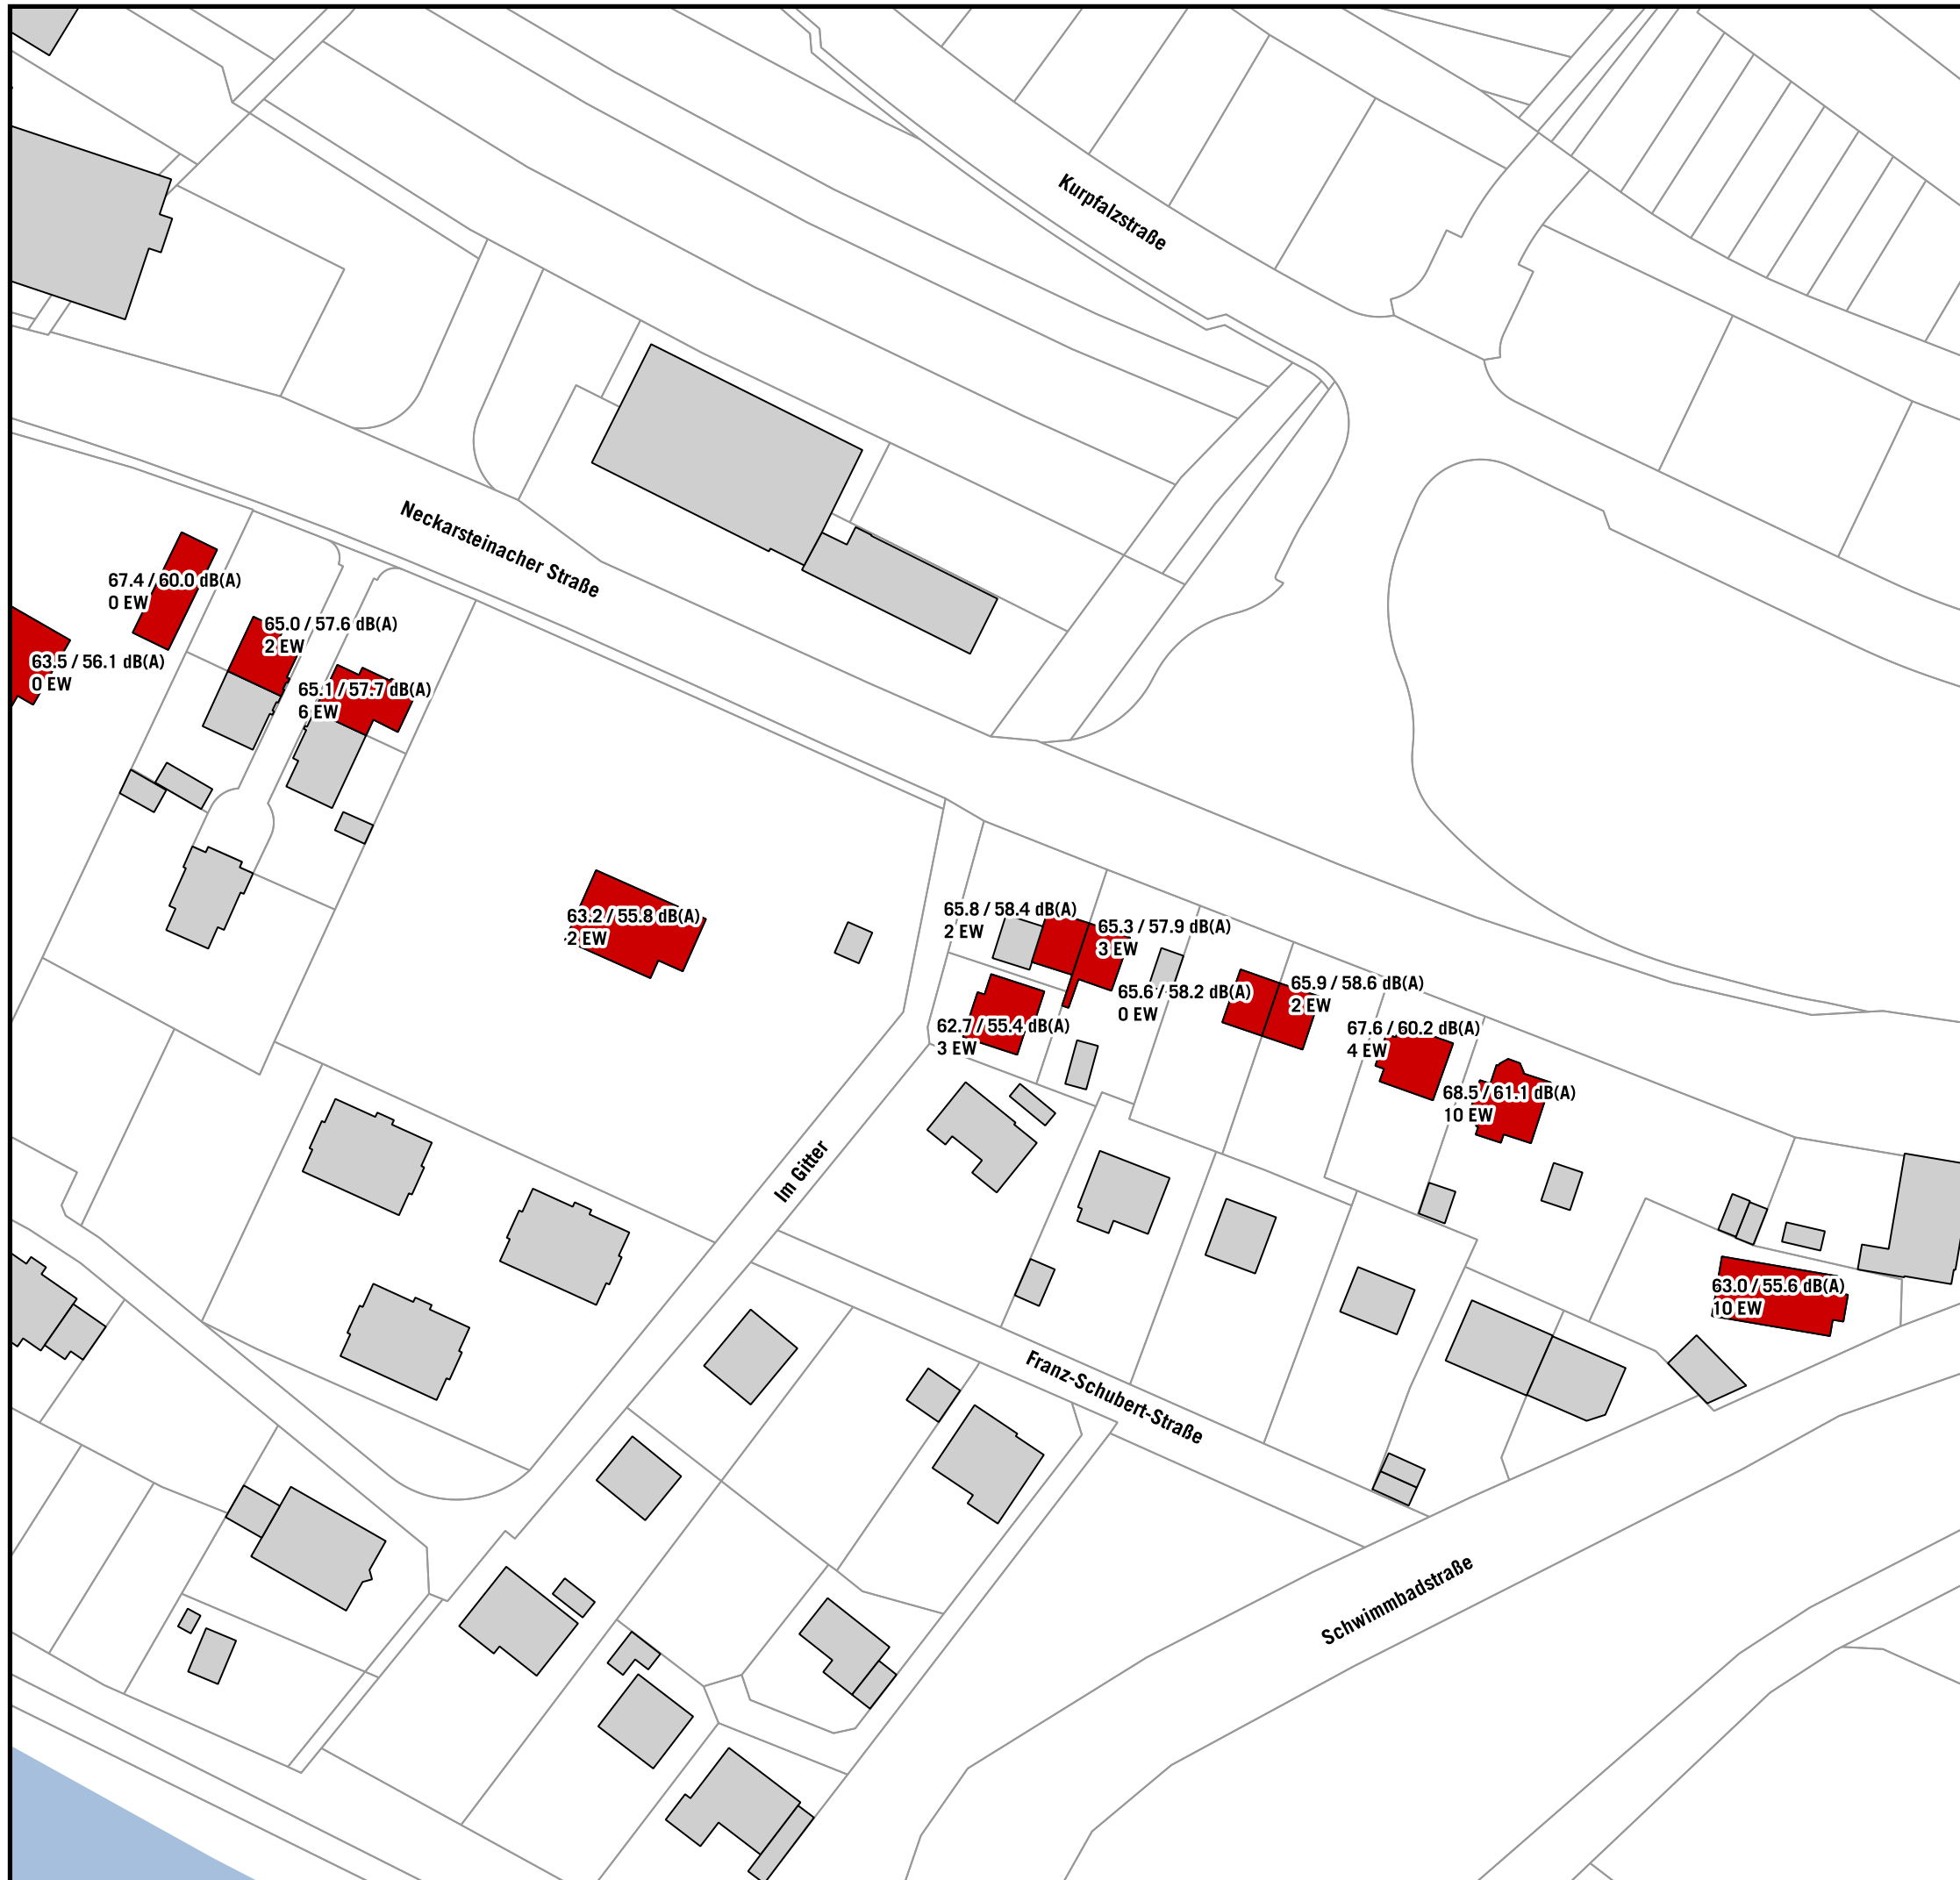 Kurpfalzstraße
Neckarsteinacher Straße
67.4 / 60.0 dB(A)
0 EW
65.0 / 57.6 dB(A)
2 EW
63.5 / 56.1 dB(A)
0 EW
65.1 / 57.7 dB(A)
6 EW
63.2 / 55.8 dB(A)
2 EW
65.8 / 58.4 dB(A)
2 EW
65.3 / 57.9 dB(A)
3 EW
65.6 / 58.2 dB(A)
0 EW
65.9 / 58.6 dB(A)
2 EW
62.7 / 55.4 dB(A)
3 EW
67.6 / 60.2 dB(A)
4 EW
68.5 / 61.1 dB(A)
10 EW
Im Gitter
63.0 / 55.6 dB(A)
10 EW
Franz-Schubert-Straße
Schwimmbadstraße